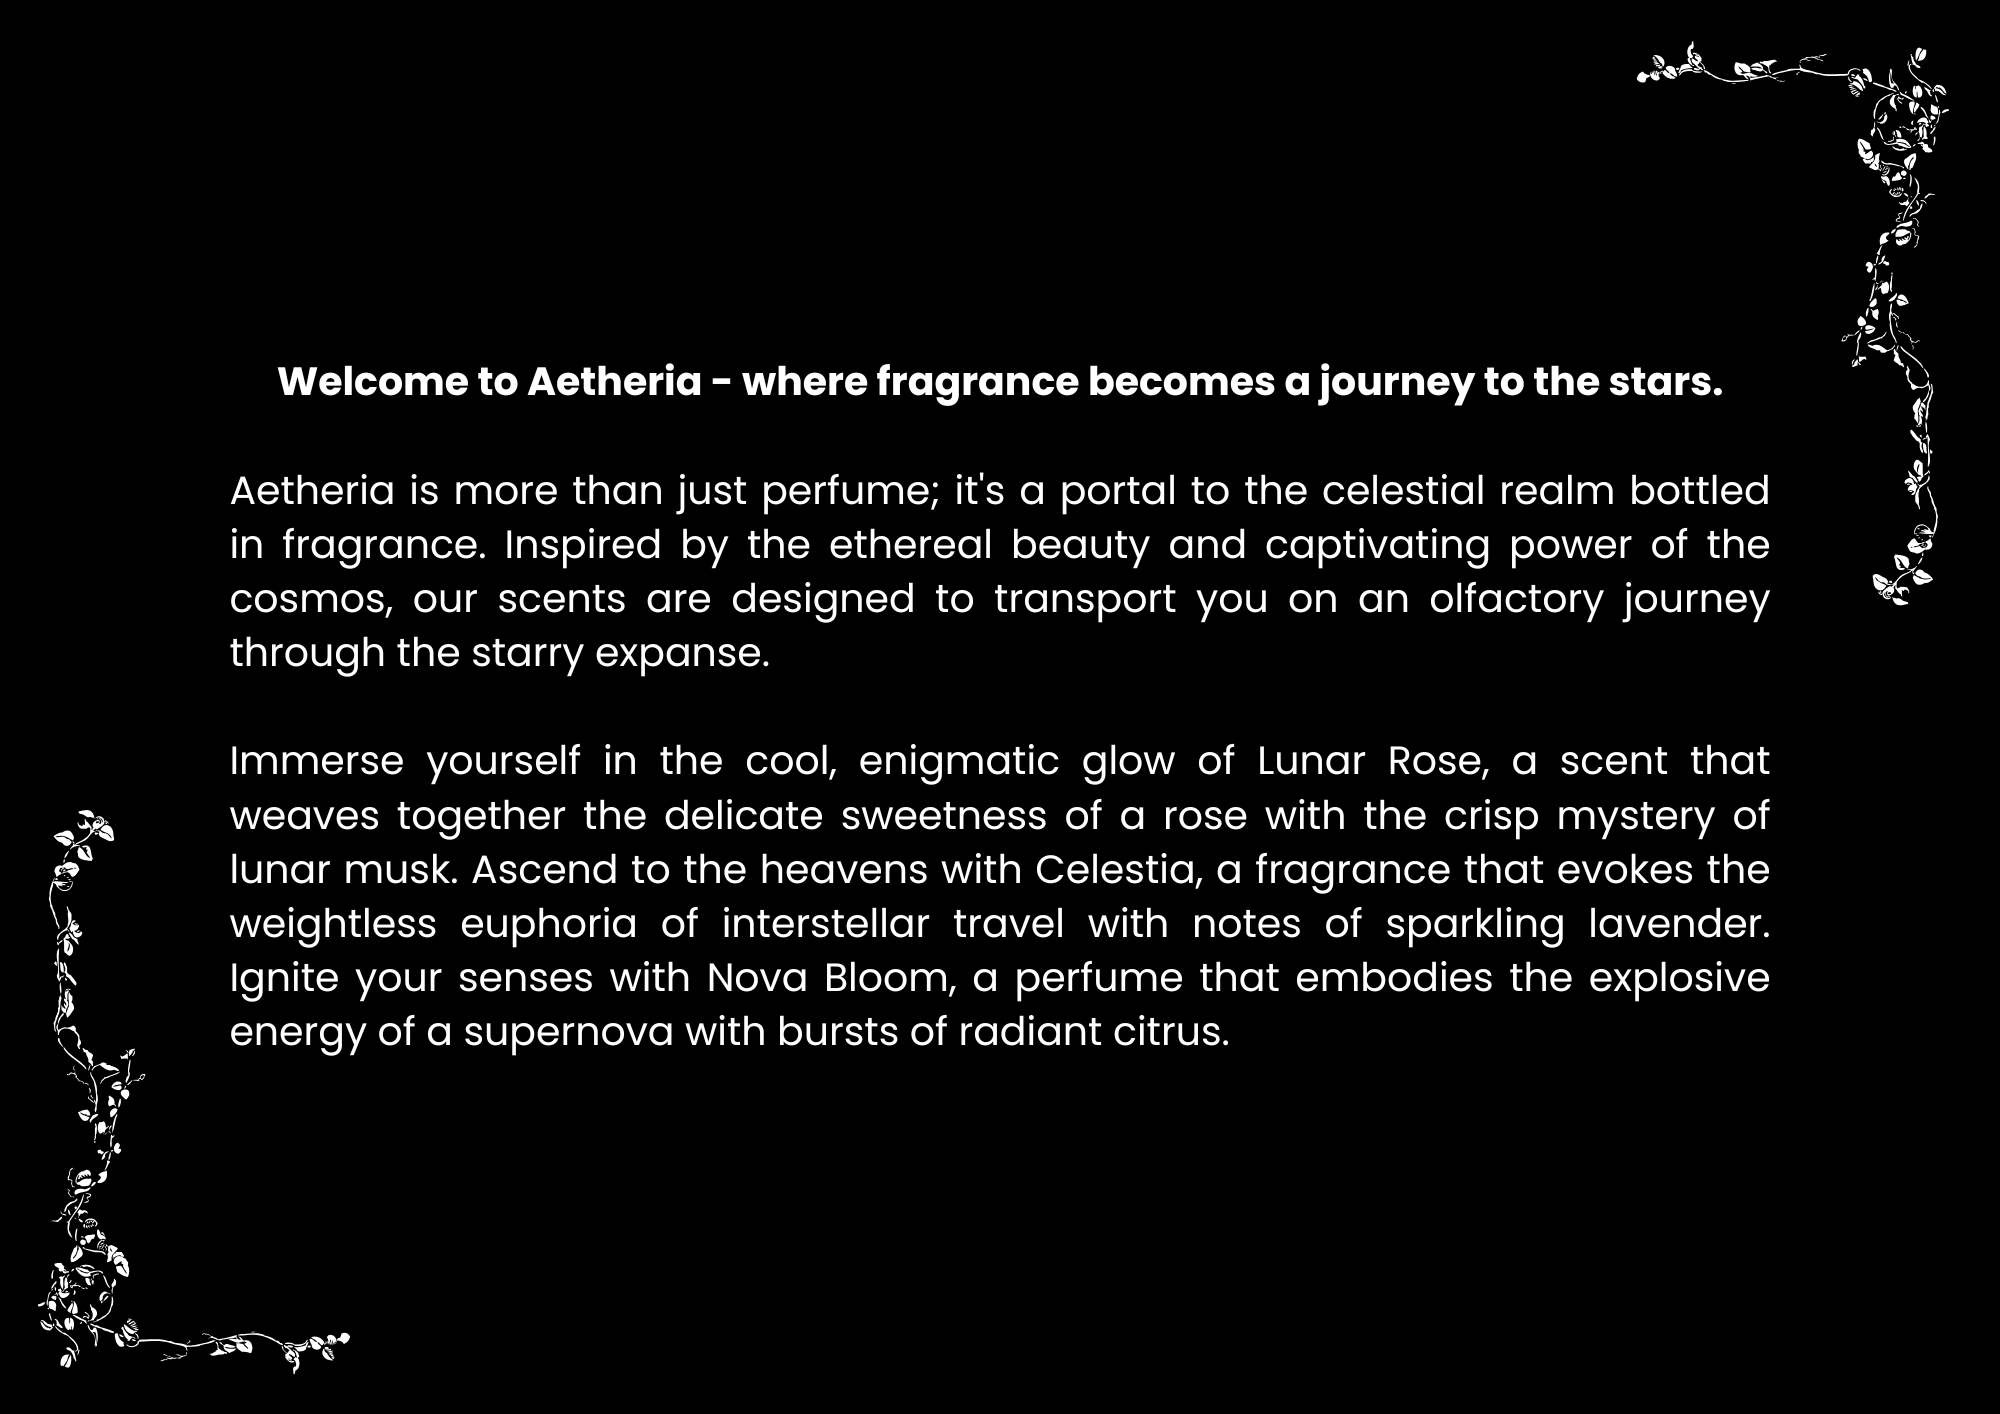 Welcome to Aetheria - where fragrance becomes a journey to the stars.
Aetheria is more than just perfume; it's a portal to the celestial realm bottled
in fragrance. Inspired by the ethereal beauty and captivating power of the
cosmos, our scents are designed to transport you on an olfactory journey
through the starry expanse.
Immerse yourself in the cool, enigmatic glow of Lunar Rose, a scent that
weaves together the delicate sweetness of a rose with the crisp mystery of
lunar musk. Ascend to the heavens with Celestia, a fragrance that evokes the
weightless euphoria of interstellar travel with notes of sparkling lavender.
Ignite your senses with Nova Bloom, a perfume that embodies the explosive
energy of a supernova with bursts of radiant citrus.